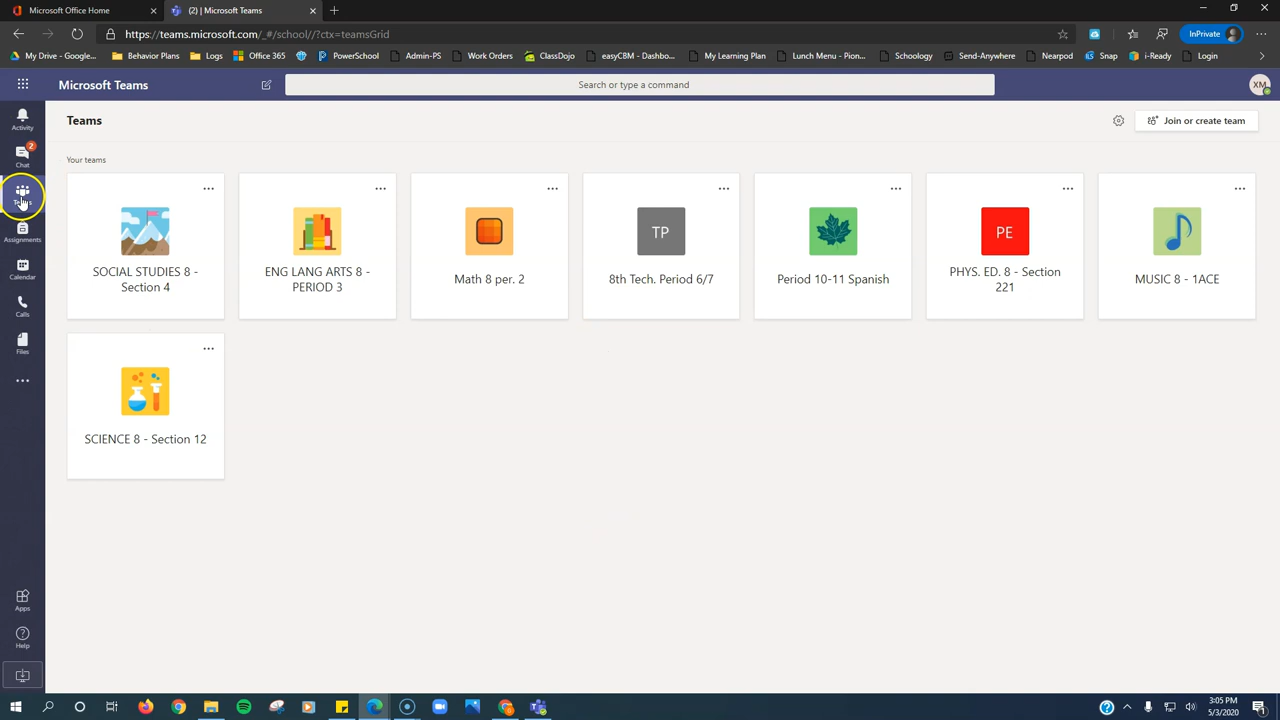 Microsoft Office Home
(2) | Microsoft Teams
https://teams.microsoft.com/_#/school//?ctx=teamsGrid
InPrivate
My Drive - Google...
Behavior Plans
Logs
Office 365
PowerSchool
Admin-PS
Work Orders
ClassDojo
easyCBM - Dashbo...
My Learning Plan
Lunch Menu - Pion...
Schoology
Send-Anywhere
Nearpod
Snap
i-Ready
Login
Microsoft Teams
Search or type a command
XM
Activity
2
Chat
Assignments
Calendar
Calls
Files
Apps
Help
Teams
Join or create team
Your teams
SOCIAL STUDIES 8 -
Section 4
ENG LANG ARTS 8 -
PERIOD 3
Math 8 per. 2
TP
8th Tech. Period 6/7
Period 10-11 Spanish
PE
PHYS. ED. 8 - Section
221
MUSIC 8 - 1ACE
SCIENCE 8 - Section 12
3:05 PM
5/3/2020